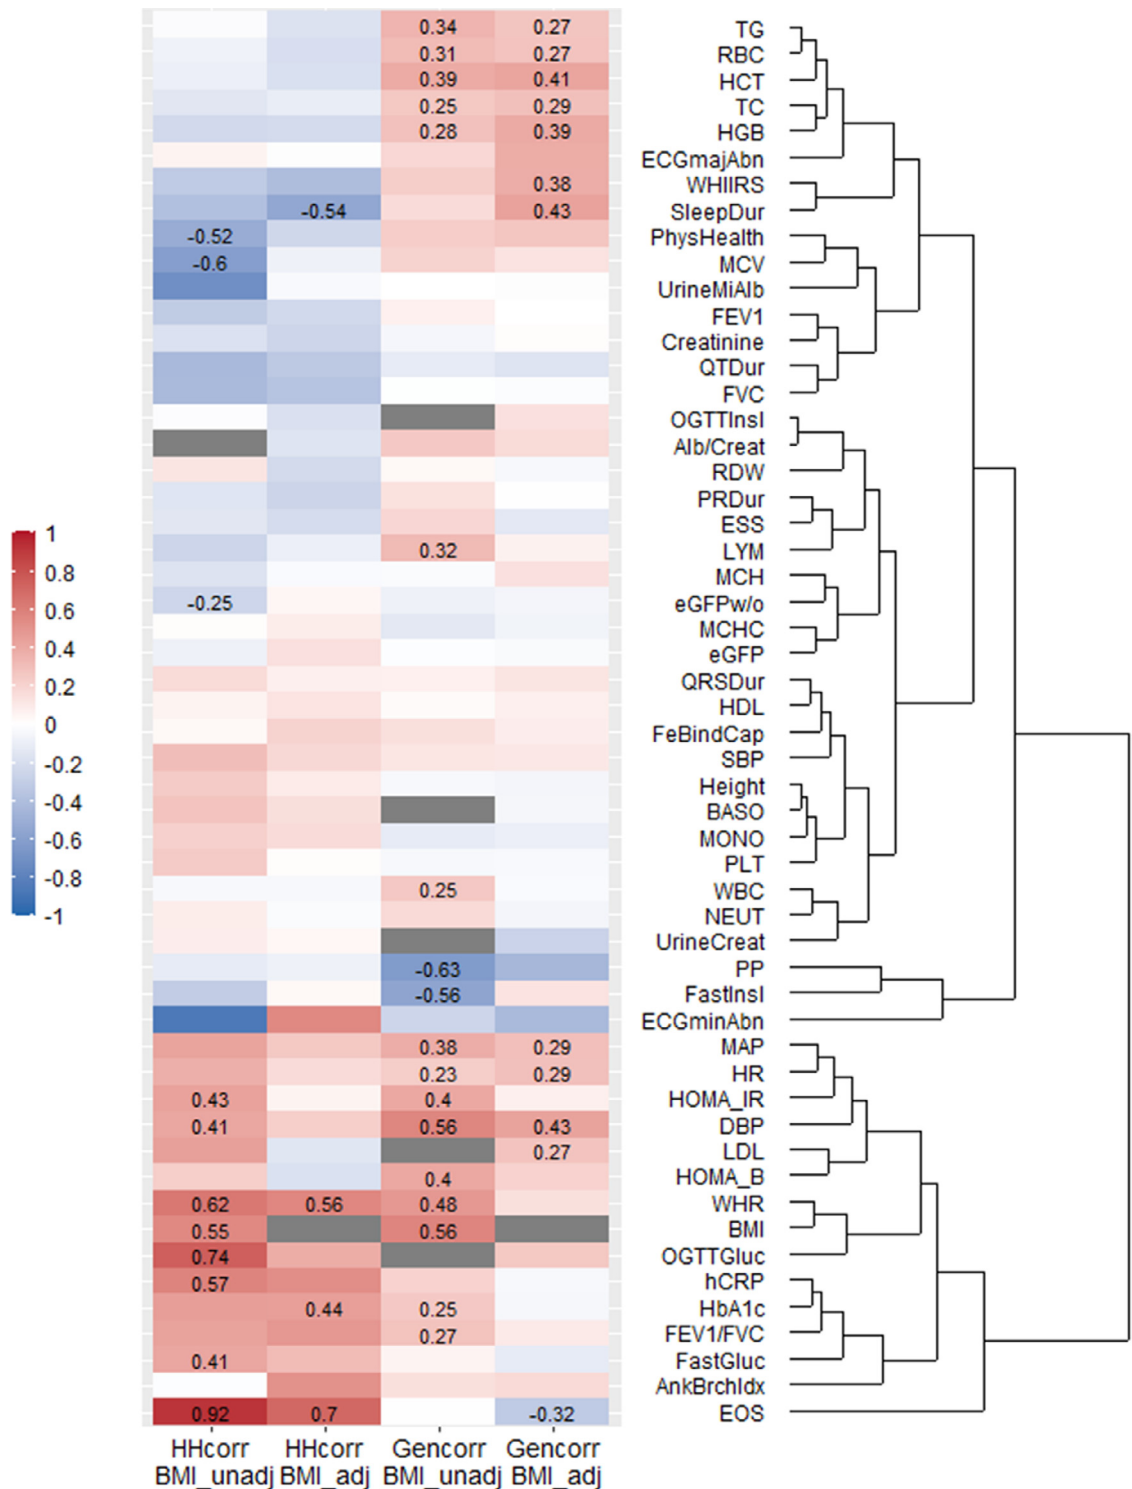 0.34 0.27 TG
0.31 0.27 RBC
0.39 0.41 HCT
0.25 0.29 TC
0.28 0.39 HGB
ECGmajAbn
0.38 WHIIRS
-0.54 0.43 SleepDur
-0.52 PhysHealth
-0.6 MCV
UrineMiAlb
FEV1
Creatinine
QTDur
FVC
OGTTInsl
Alb/Creat
RDW
PRDur
ESS
0.32 LYM
MCH
-0.25 eGFPw/o
MCHC
eGFP
QRSDur
HDL
FeBindCap
SBP
Height
BASO
MONO
PLT
0.25 WBC
NEUT
UrineCreat
-0.63 PP
-0.56 FastInsl
ECGminAbn
0.38 0.29 MAP
0.23 0.29 HR
0.43 0.4 HOMA_IR
0.41 0.56 0.43 DBP
0.27 LDL
0.4 HOMA_B
0.62 0.56 0.48 WHR
0.55 0.56 BMI
0.74 OGTTGluc
0.57 hCRP
0.44 0.25 HbA1c
0.27 FEV1/FVC
0.41 FastGluc
AnkBrchIdx
0.92 0.7 -0.32 EOS
1
0.8
0.6
0.4
0.2
0
-0.2
-0.4
-0.6
-0.8
-1
HHcorr HHcorr Gencorr Gencorr
BMI_unadj BMI_adj BMI_unadj BMI_adj